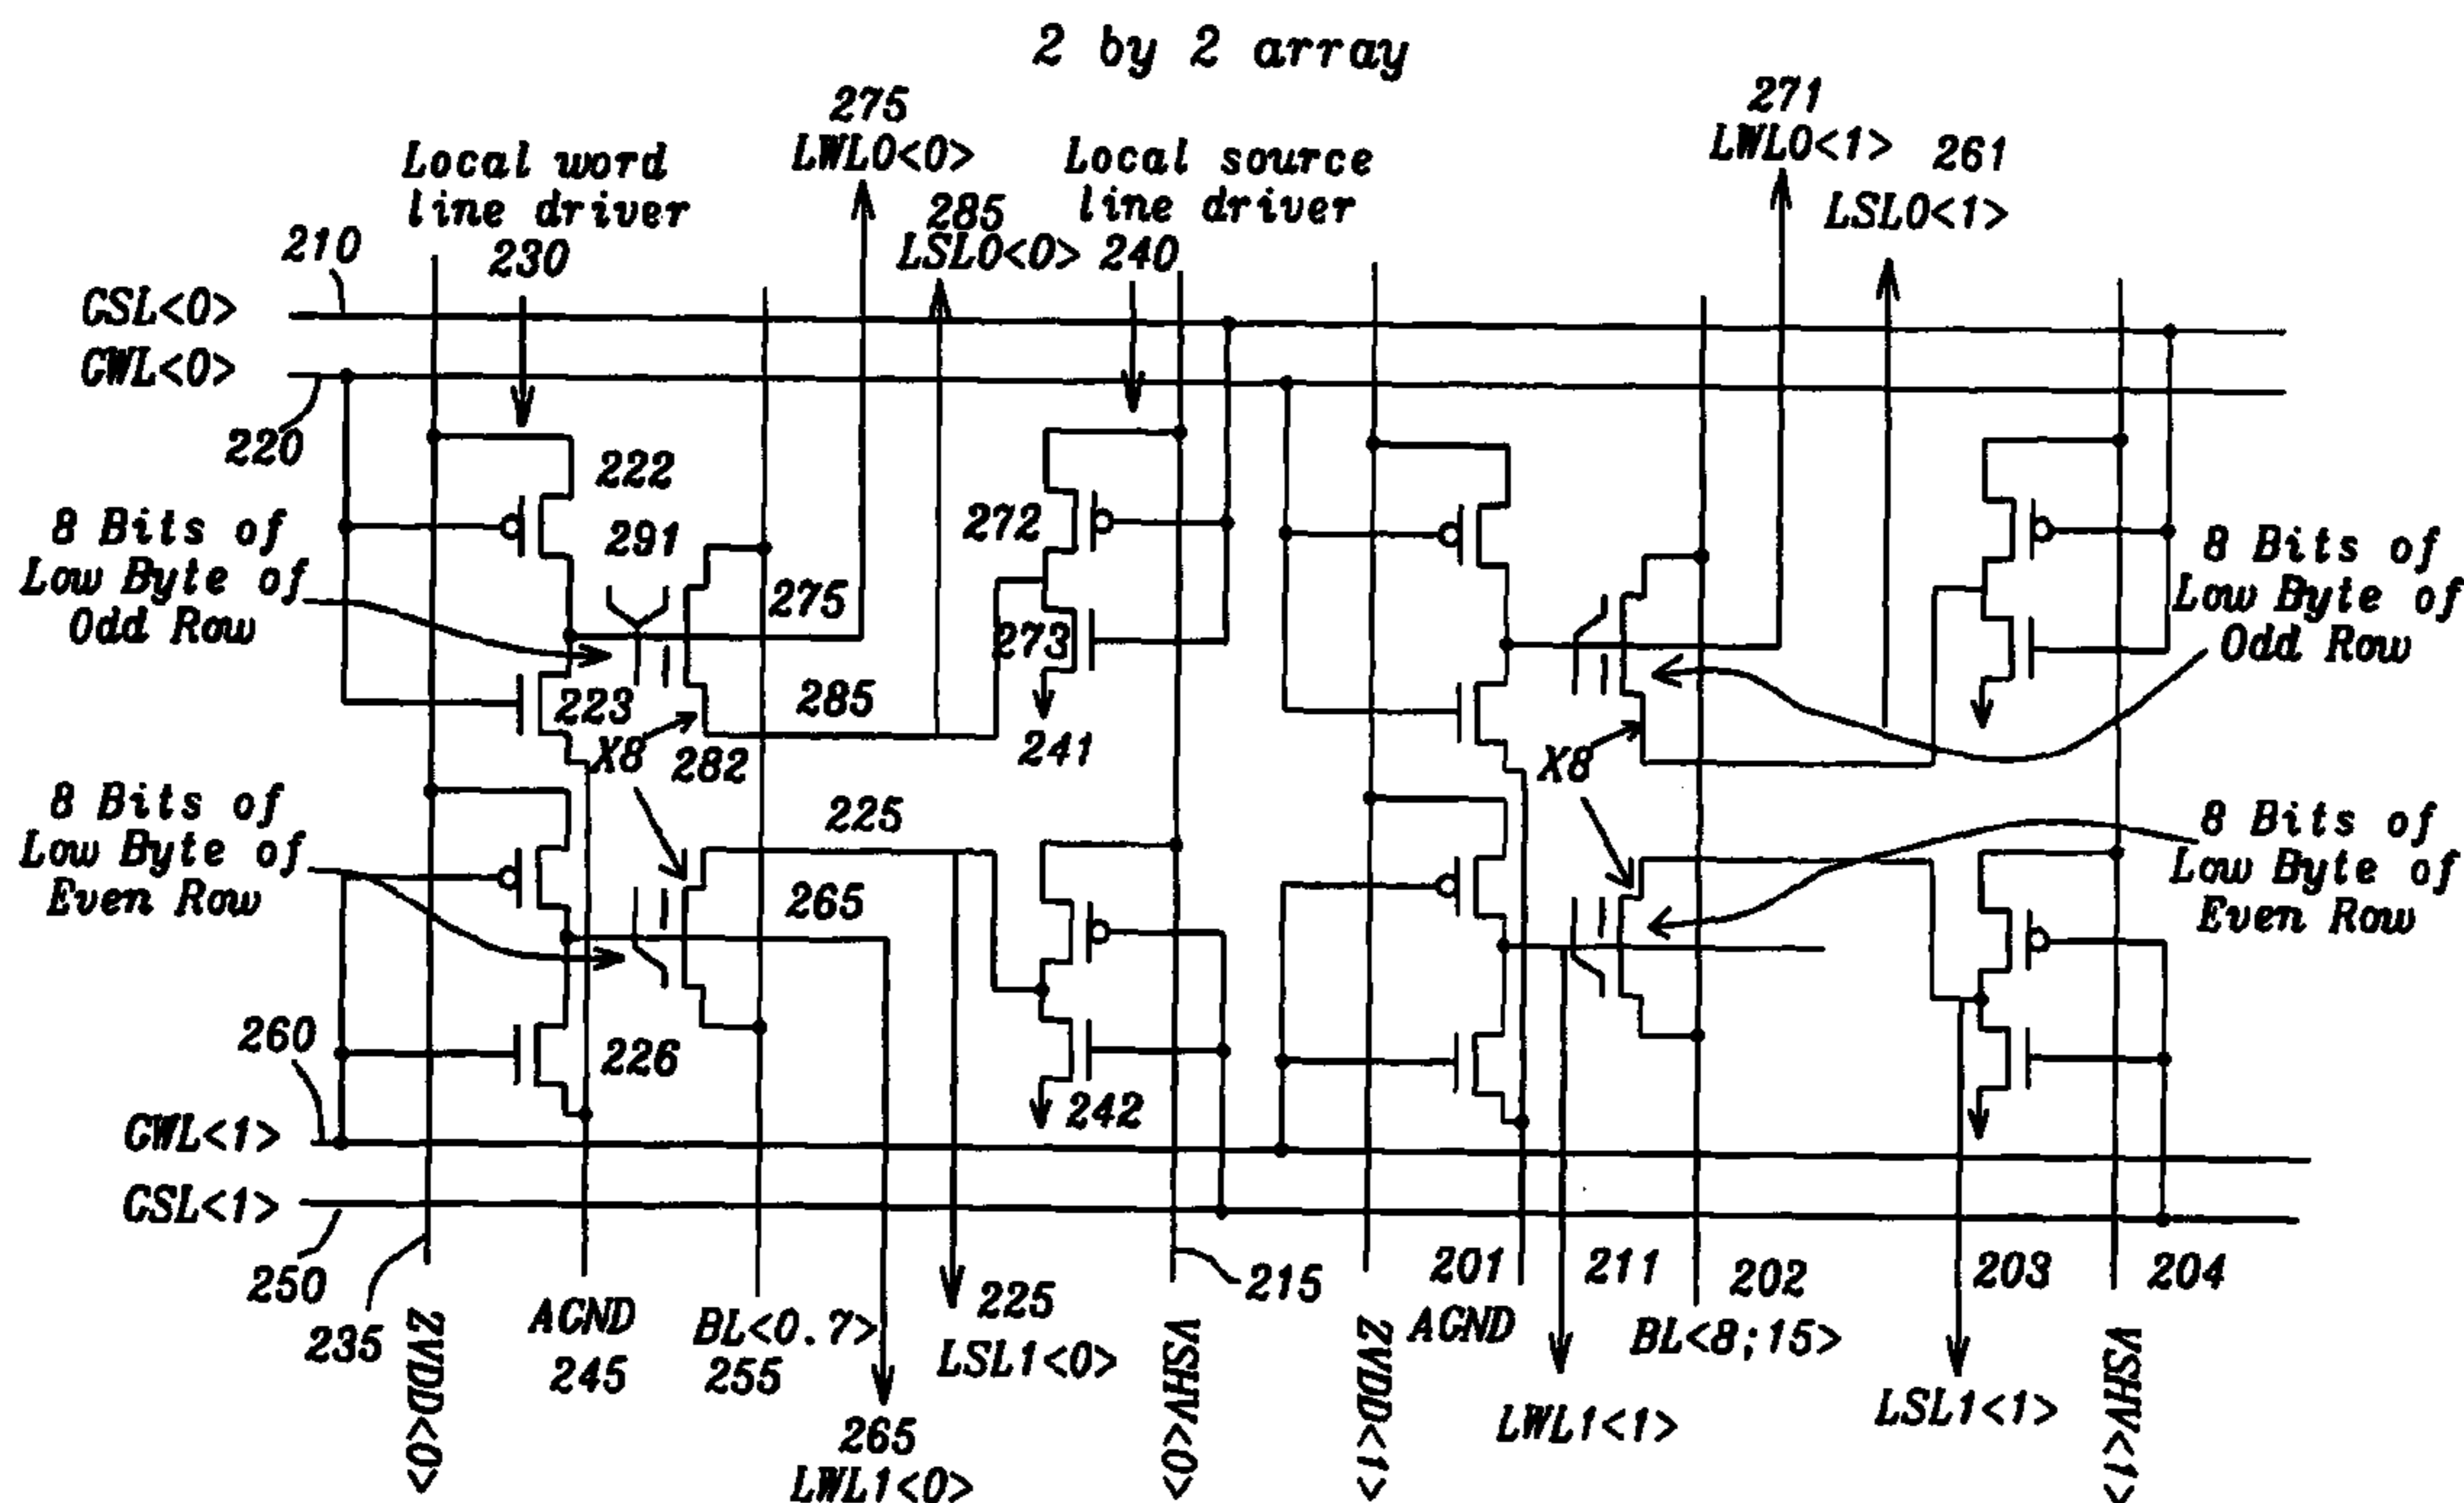 2 by 2 array
275
LWL0<0>
271
LWL0<1>
261
LSL0<1>
Local word
line driver
230
285
LSL0<0>
Local source
line driver
240
210
GSL<0>
GWL<0>
220
222
291
272
8 Bits of
Low Byte of
Odd Row
275
273
223
285
X8
282
241
X8
8 Bits of
Low Byte of
Odd Row
8 Bits of
Low Byte of
Even Row
225
265
8 Bits of
Low Byte of
Even Row
226
242
260
GWL<1>
GSL<1>
250
235
ZVDD<0>
ACND
245
BL<0.7>
255
265
LWL1<0>
225
LSL1<0>
215
VSHV<0>
ZVDD<1>
201
ACND
211
LWL1<1>
202
BL<8;15>
203
LSL1<1>
204
VSHV<1>